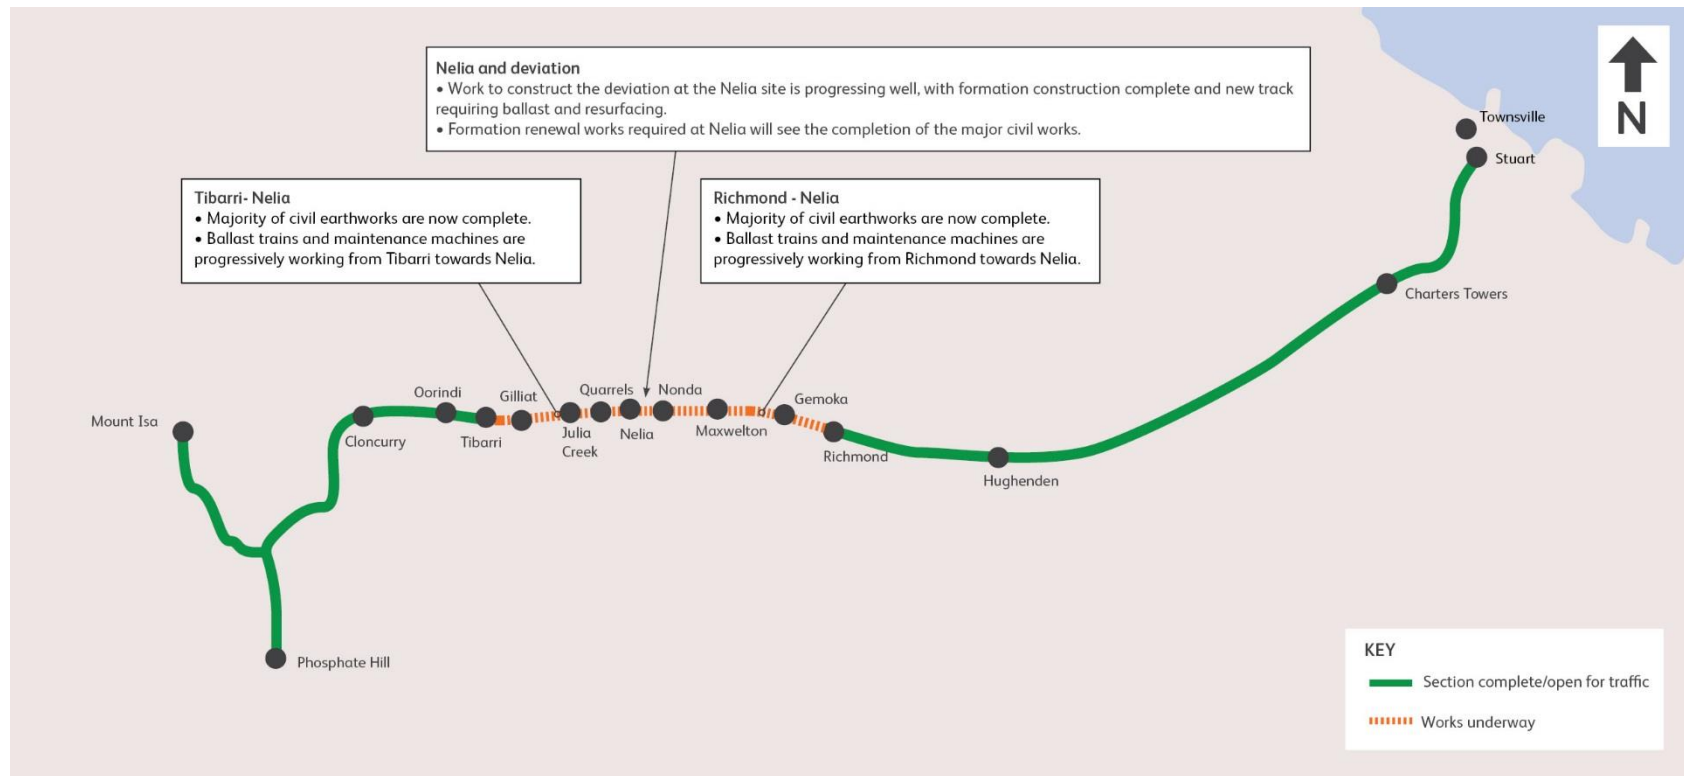 Nelia and deviation
• Work to construct the deviation at the Nelia site is progressing well, with formation construction complete and new track
requiring ballast and resurfacing.
• Formation renewal works required at Nelia will see the completion of the major civil works.
N
Townsville
Stuart
Tibarri- Nelia
• Majority of civil earthworks are now complete.
• Ballast trains and maintenance machines are
progressively working from Tibarri towards Nelia.
Richmond - Nelia
• Majority of civil earthworks are now complete.
• Ballast trains and maintenance machines are
progressively working from Richmond towards Nelia.
Charters Towers
Mount Isa
Cloncurry
Oorindi
Tibarri
Gilliat
Julia
Creek
Quarrels
Nelia
Nonda
Maxwelton
Gemoka
Richmond
Hughenden
Phosphate Hill
KEY
Section complete/open for traffic
Works underway